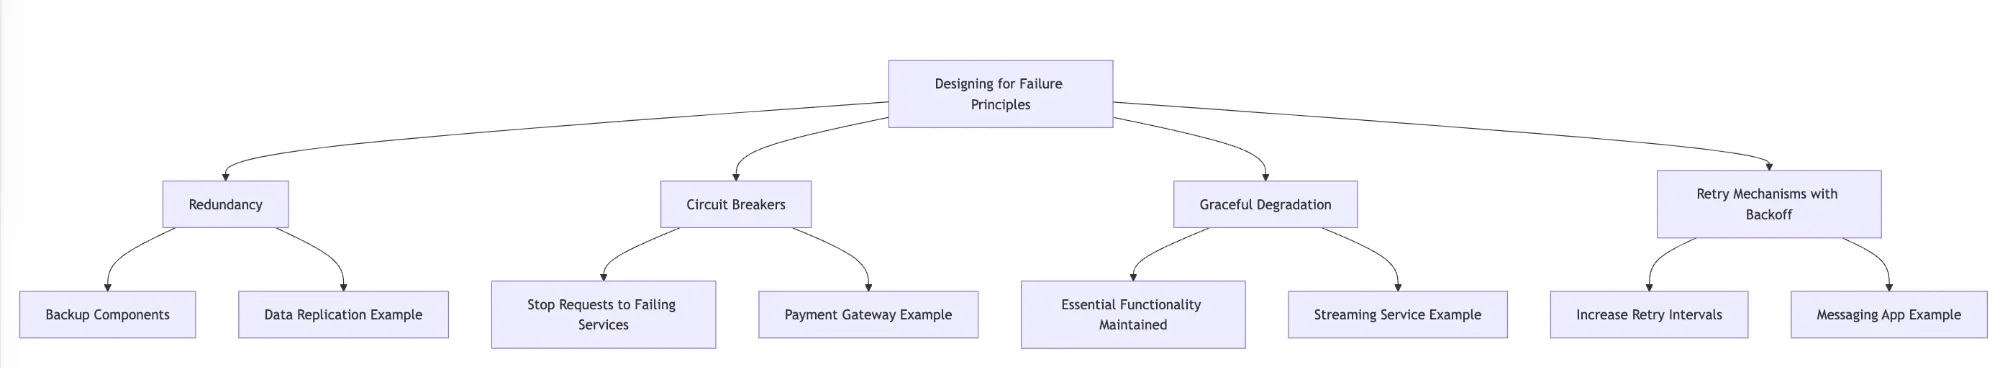 Designing for Failure
Principles
Redundancy
Circuit Breakers
Graceful Degradation
Retry Mechanisms with
Backoff
Backup Components
Data Replication Example
Stop Requests to Failing
Services
Payment Gateway Example
Essential Functionality
Maintained
Streaming Service Example
Increase Retry Intervals
Messaging App Example